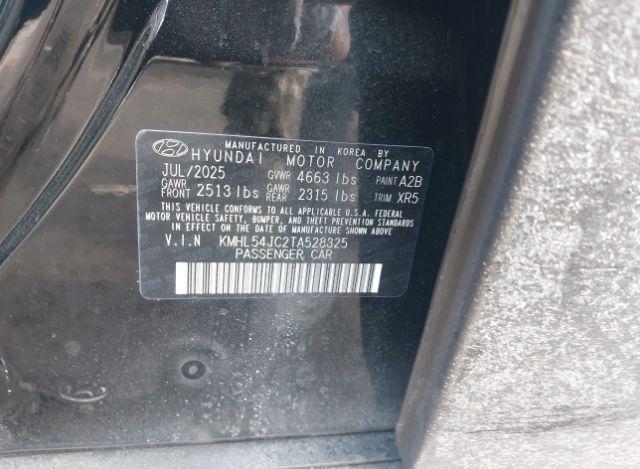 MANUFACTURED IN KOREA BY
HYUNDAI MOTOR COMPANY
JUL/2025 GVWR 4663 lbs PAINT A2B
GAWR FRONT 2513 lbs GAWR REAR 2315 lbs TRIM XR5
THIS VEHICLE CONFORMS TO ALL APPLICABLE U.S.A. FEDERAL
MOTOR VEHICLE SAFETY, BUMPER, AND THEFT PREVENTION STANDARDS
IN EFFECT ON THE DATE OF MANUFACTURE SHOWN ABOVE.
V.I.N KMHL54JC2TA528325
PASSENGER CAR